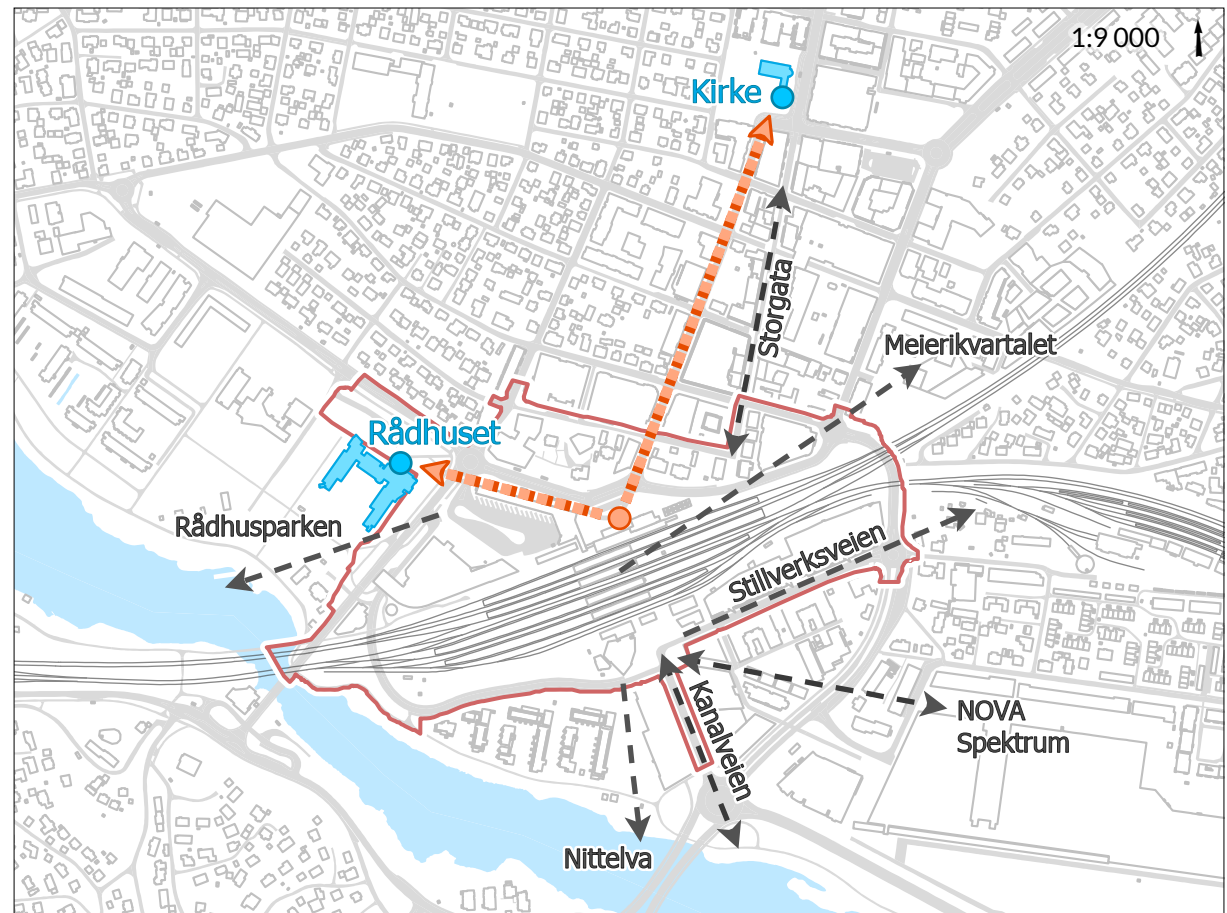 1:9 000
Kirke
Storgata
Meierikvartalet
Rådhuset
Rådhusparken
Stillverksveien
Kanalveien
NOVA
Spektrum
Nittelva